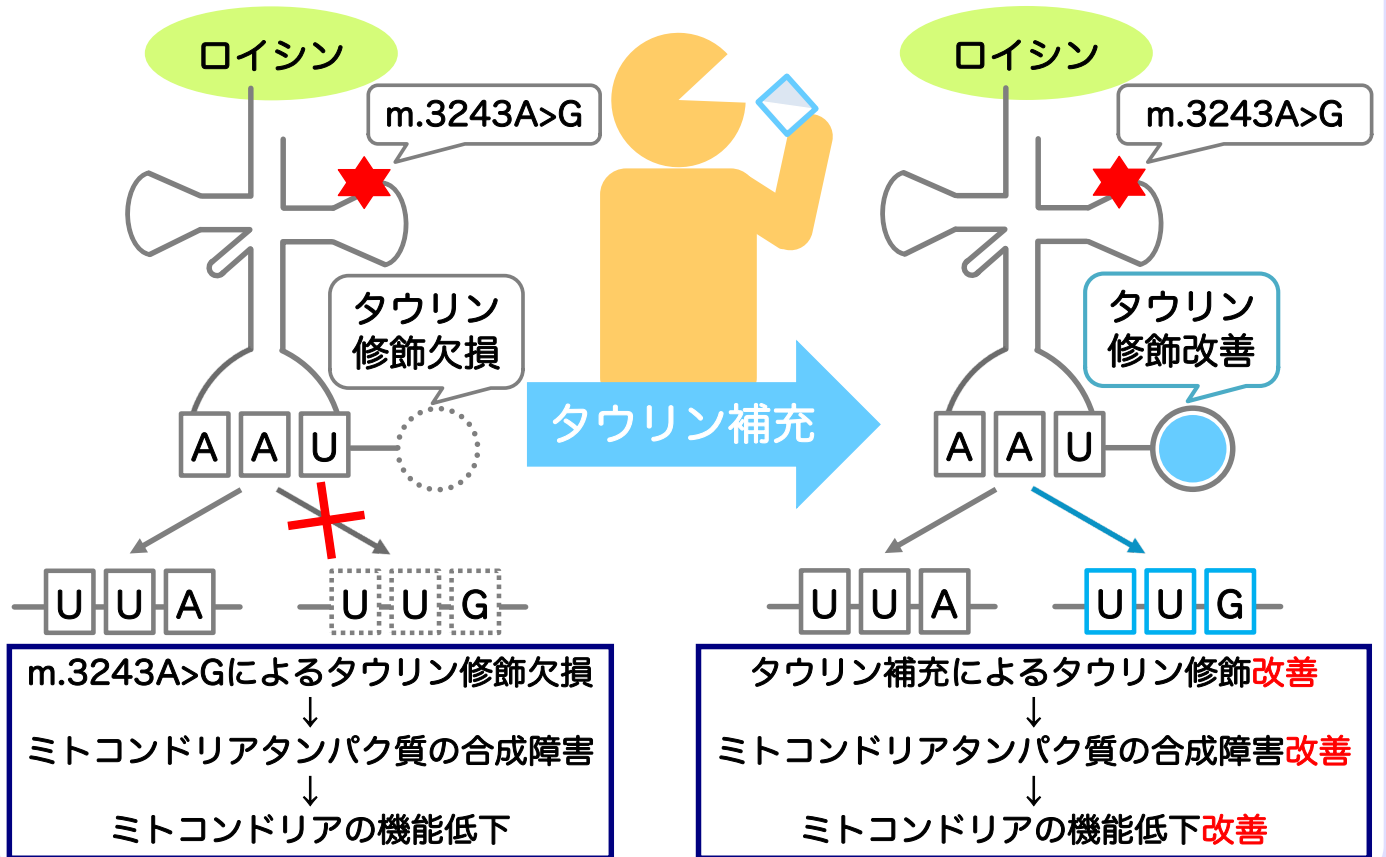 ロイシン
m.3243A>G
タウリン
修飾欠損
A A U
U U A
U U G
m.3243A>Gによるタウリン修飾欠損
↓
ミトコンドリアタンパク質の合成障害
↓
ミトコンドリアの機能低下
タウリン補充
ロイシン
m.3243A>G
タウリン
修飾改善
A A U
U U A
U U G
タウリン補充によるタウリン修飾改善
↓
ミトコンドリアタンパク質の合成障害改善
↓
ミトコンドリアの機能低下改善